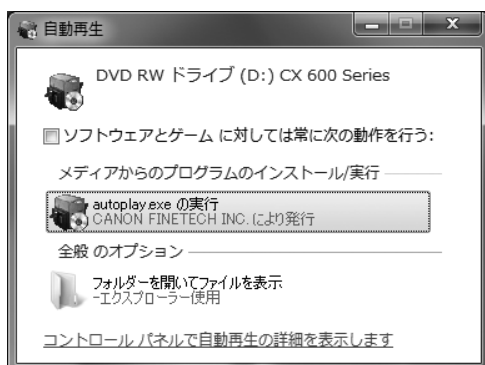 自動再生
DVD RW ドライブ (D:) CX 600 Series
ソフトウェアとゲーム に対しては常に次の動作を行う:
メディアからのプログラムのインストール/実行
autoplay.exe の実行
CANON FINETECH INC. により発行
全般 のオプション
フォルダーを開いてファイルを表示
-エクスプローラー使用
コントロール パネルで自動再生の詳細を表示します